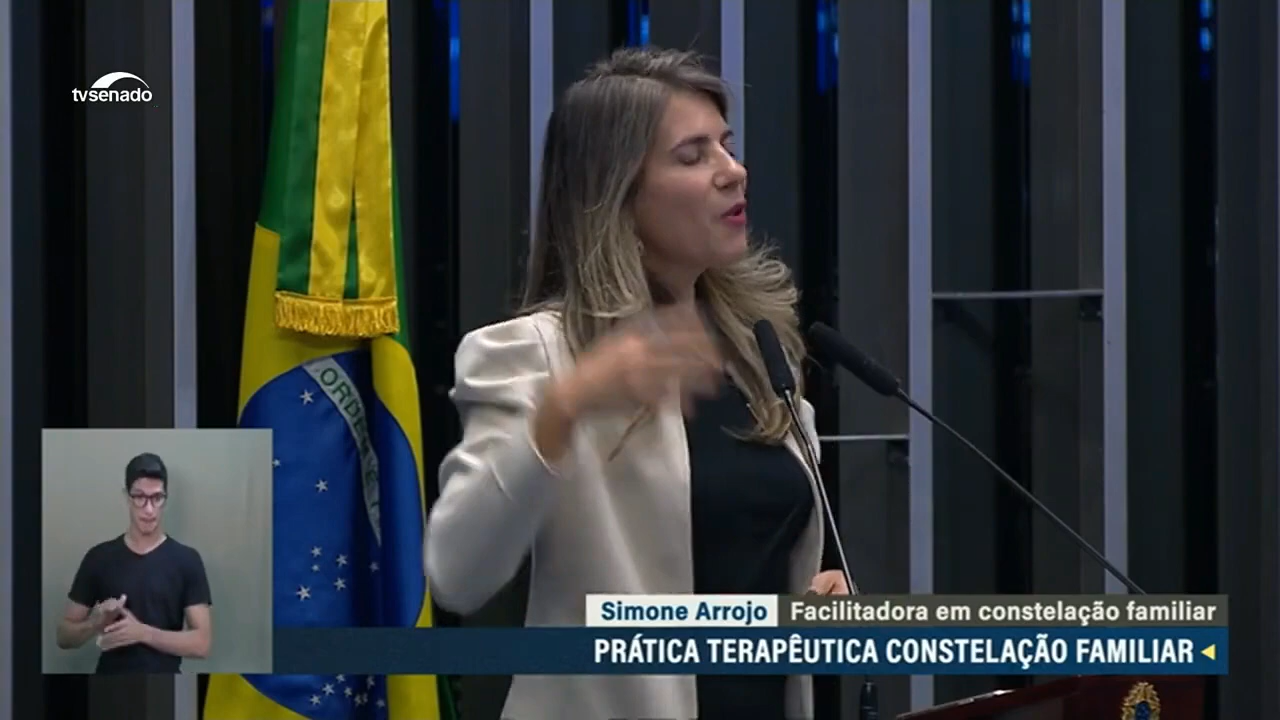 tvsenado
ORDEM E
Simone Arrojo Facilitadora em constelação familiar
PRÁTICA TERAPÊUTICA CONSTELAÇÃO FAMILIAR